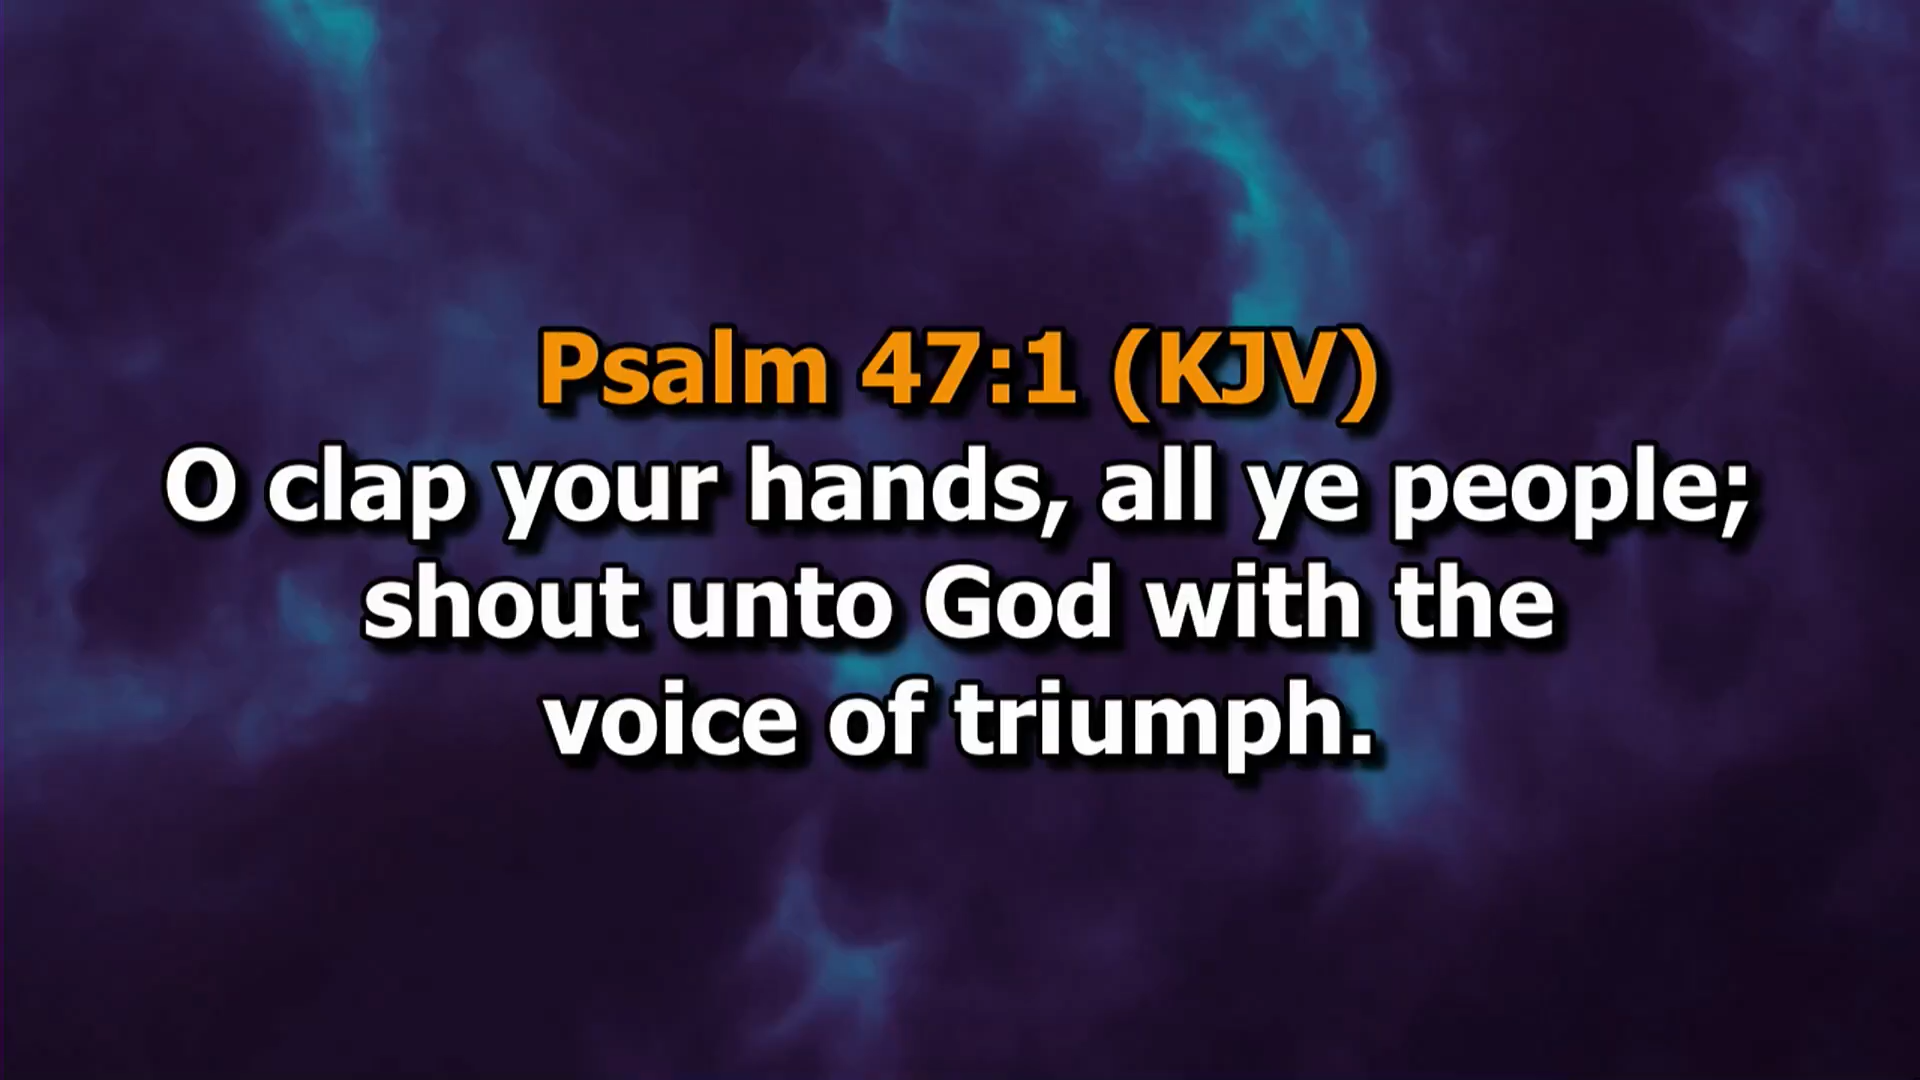 Psalm 47:1 (KJV)
O clap your hands, all ye people;
shout unto God with the
voice of triumph.